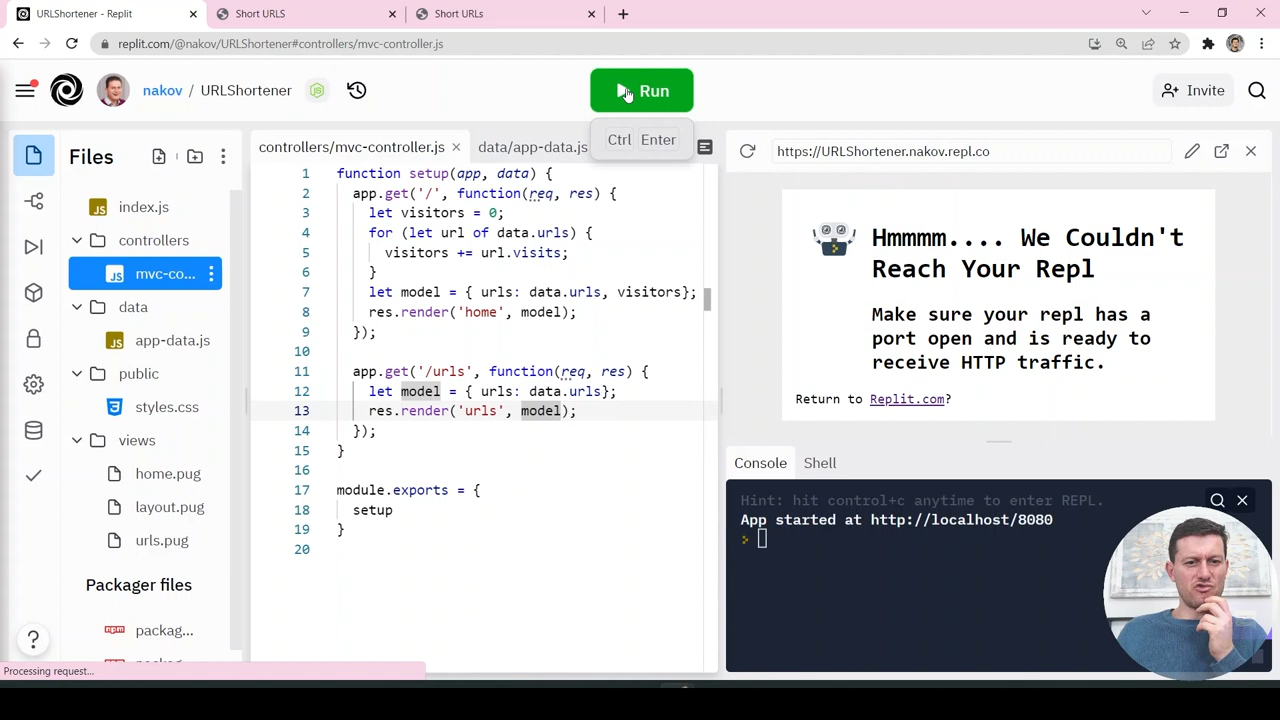 URLShortener - Replit
Short URLS
Short URLs
replit.com/@nakov/URLShortener#controllers/mvc-controller.js
nakov / URLShortener
Run
Invite
Ctrl Enter
Files
index.js
controllers
mvc-co...
data
app-data.js
public
styles.css
views
home.pug
layout.pug
urls.pug
Packager files
packag...
Processing request...
controllers/mvc-controller.js
data/app-data.js
1 function setup(app, data) {
2 app.get('/', function(req, res) {
3 let visitors = 0;
4 for (let url of data.urls) {
5 visitors += url.visits;
6 }
7 let model = { urls: data.urls, visitors};
8 res.render('home', model);
9 });
10
11 app.get('/urls', function(req, res) {
12 let model = { urls: data.urls};
13 res.render('urls', model);
14 });
15 }
16
17 module.exports = {
18 setup
19 }
20
https://URLShortener.nakov.repl.co
Hmmmm.... We Couldn't
Reach Your Repl
Make sure your repl has a
port open and is ready to
receive HTTP traffic.
Return to Replit.com?
Console
Shell
Hint: hit control+c anytime to enter REPL.
App started at http://localhost/8080